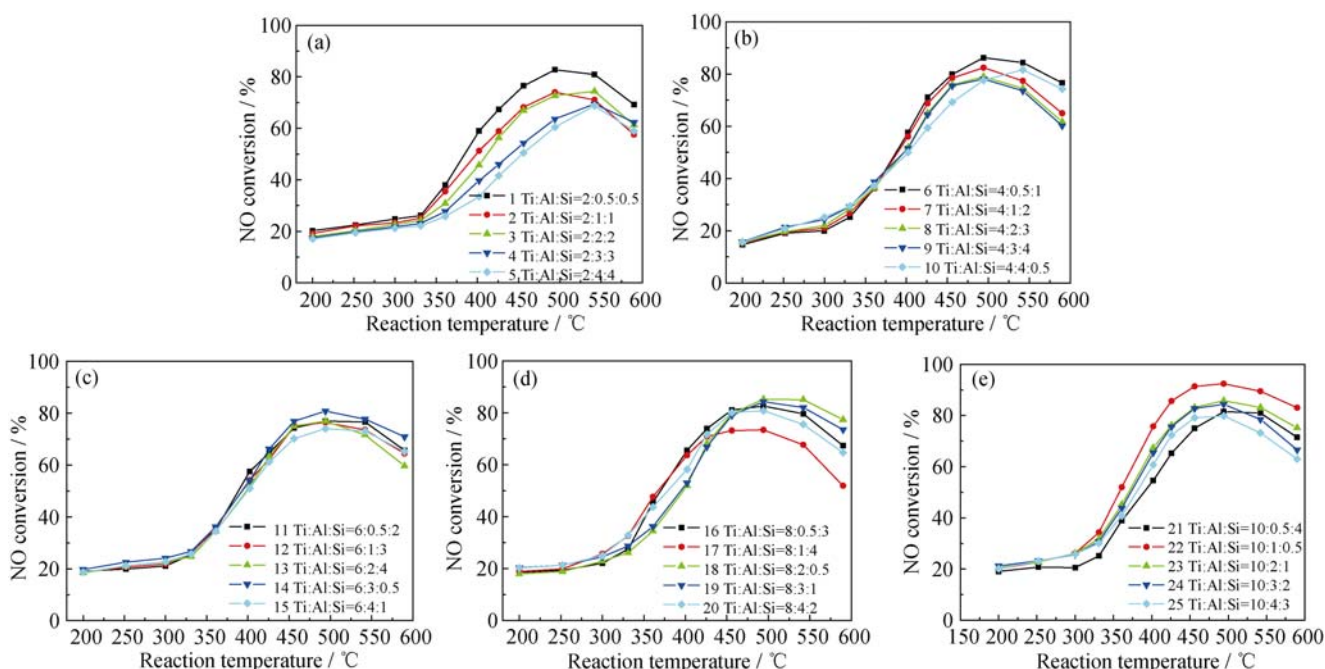 (a)
NO conversion / %
100
80
60
40
20
0
1 Ti:Al:Si=2:0.5:0.5
2 Ti:Al:Si=2:1:1
3 Ti:Al:Si=2:2:2
4 Ti:Al:Si=2:3:3
5 Ti:Al:Si=2:4:4
200 250 300 350 400 450 500 550 600
Reaction temperature / ℃
(b)
NO conversion / %
100
80
60
40
20
0
6 Ti:Al:Si=4:0.5:1
7 Ti:Al:Si=4:1:2
8 Ti:Al:Si=4:2:3
9 Ti:Al:Si=4:3:4
10 Ti:Al:Si=4:4:0.5
200 250 300 350 400 450 500 550 600
Reaction temperature / ℃
(c)
NO conversion / %
100
80
60
40
20
0
11 Ti:Al:Si=6:0.5:2
12 Ti:Al:Si=6:1:3
13 Ti:Al:Si=6:2:4
14 Ti:Al:Si=6:3:0.5
15 Ti:Al:Si=6:4:1
200 250 300 350 400 450 500 550 600
Reaction temperature / ℃
(d)
NO conversion / %
100
80
60
40
20
0
16 Ti:Al:Si=8:0.5:3
17 Ti:Al:Si=8:1:4
18 Ti:Al:Si=8:2:0.5
19 Ti:Al:Si=8:3:1
20 Ti:Al:Si=8:4:2
200 250 300 350 400 450 500 550 600
Reaction temperature / ℃
(e)
NO conversion / %
100
80
60
40
20
0
21 Ti:Al:Si=10:0.5:4
22 Ti:Al:Si=10:1:0.5
23 Ti:Al:Si=10:2:1
24 Ti:Al:Si=10:3:2
25 Ti:Al:Si=10:4:3
150 200 250 300 350 400 450 500 550 600
Reaction temperature / ℃